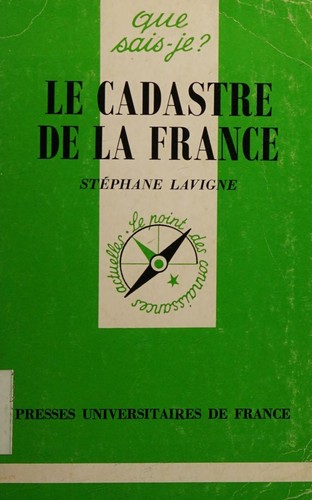 que
sais-je?
LE CADASTRE
DE LA FRANCE
STÉPHANE LAVIGNE
Le point des connaissances actuelles
PRESSES UNIVERSITAIRES DE FRANCE